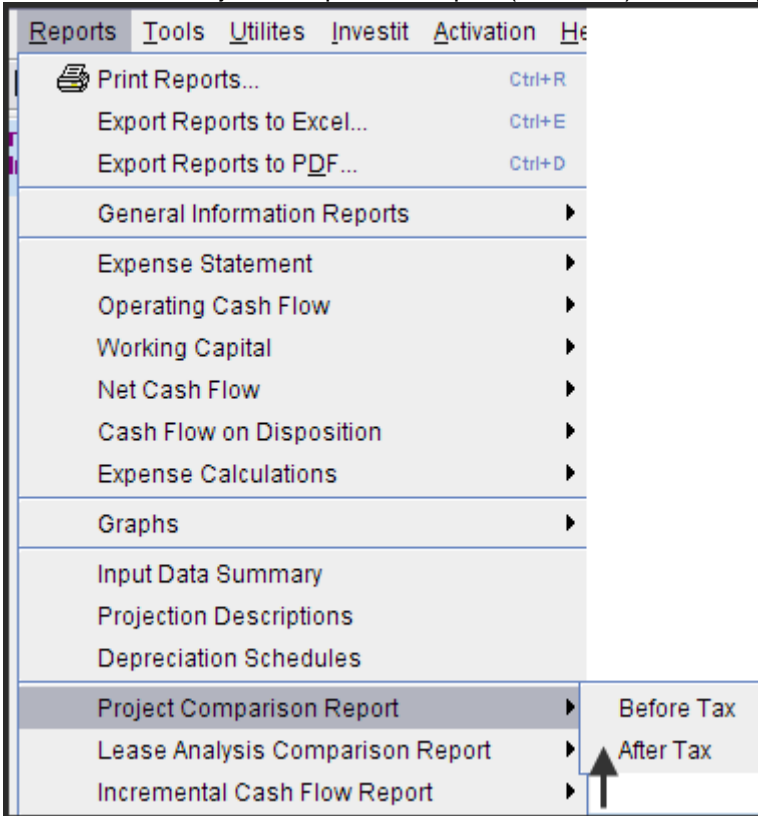 Reports Tools Utilites Investit Activation He
Print Reports... Ctrl+R
Export Reports to Excel... Ctrl+E
Export Reports to PDF... Ctrl+D
General Information Reports
Expense Statement
Operating Cash Flow
Working Capital
Net Cash Flow
Cash Flow on Disposition
Expense Calculations
Graphs
Input Data Summary
Projection Descriptions
Depreciation Schedules
Project Comparison Report Before Tax
Lease Analysis Comparison Report After Tax
Incremental Cash Flow Report